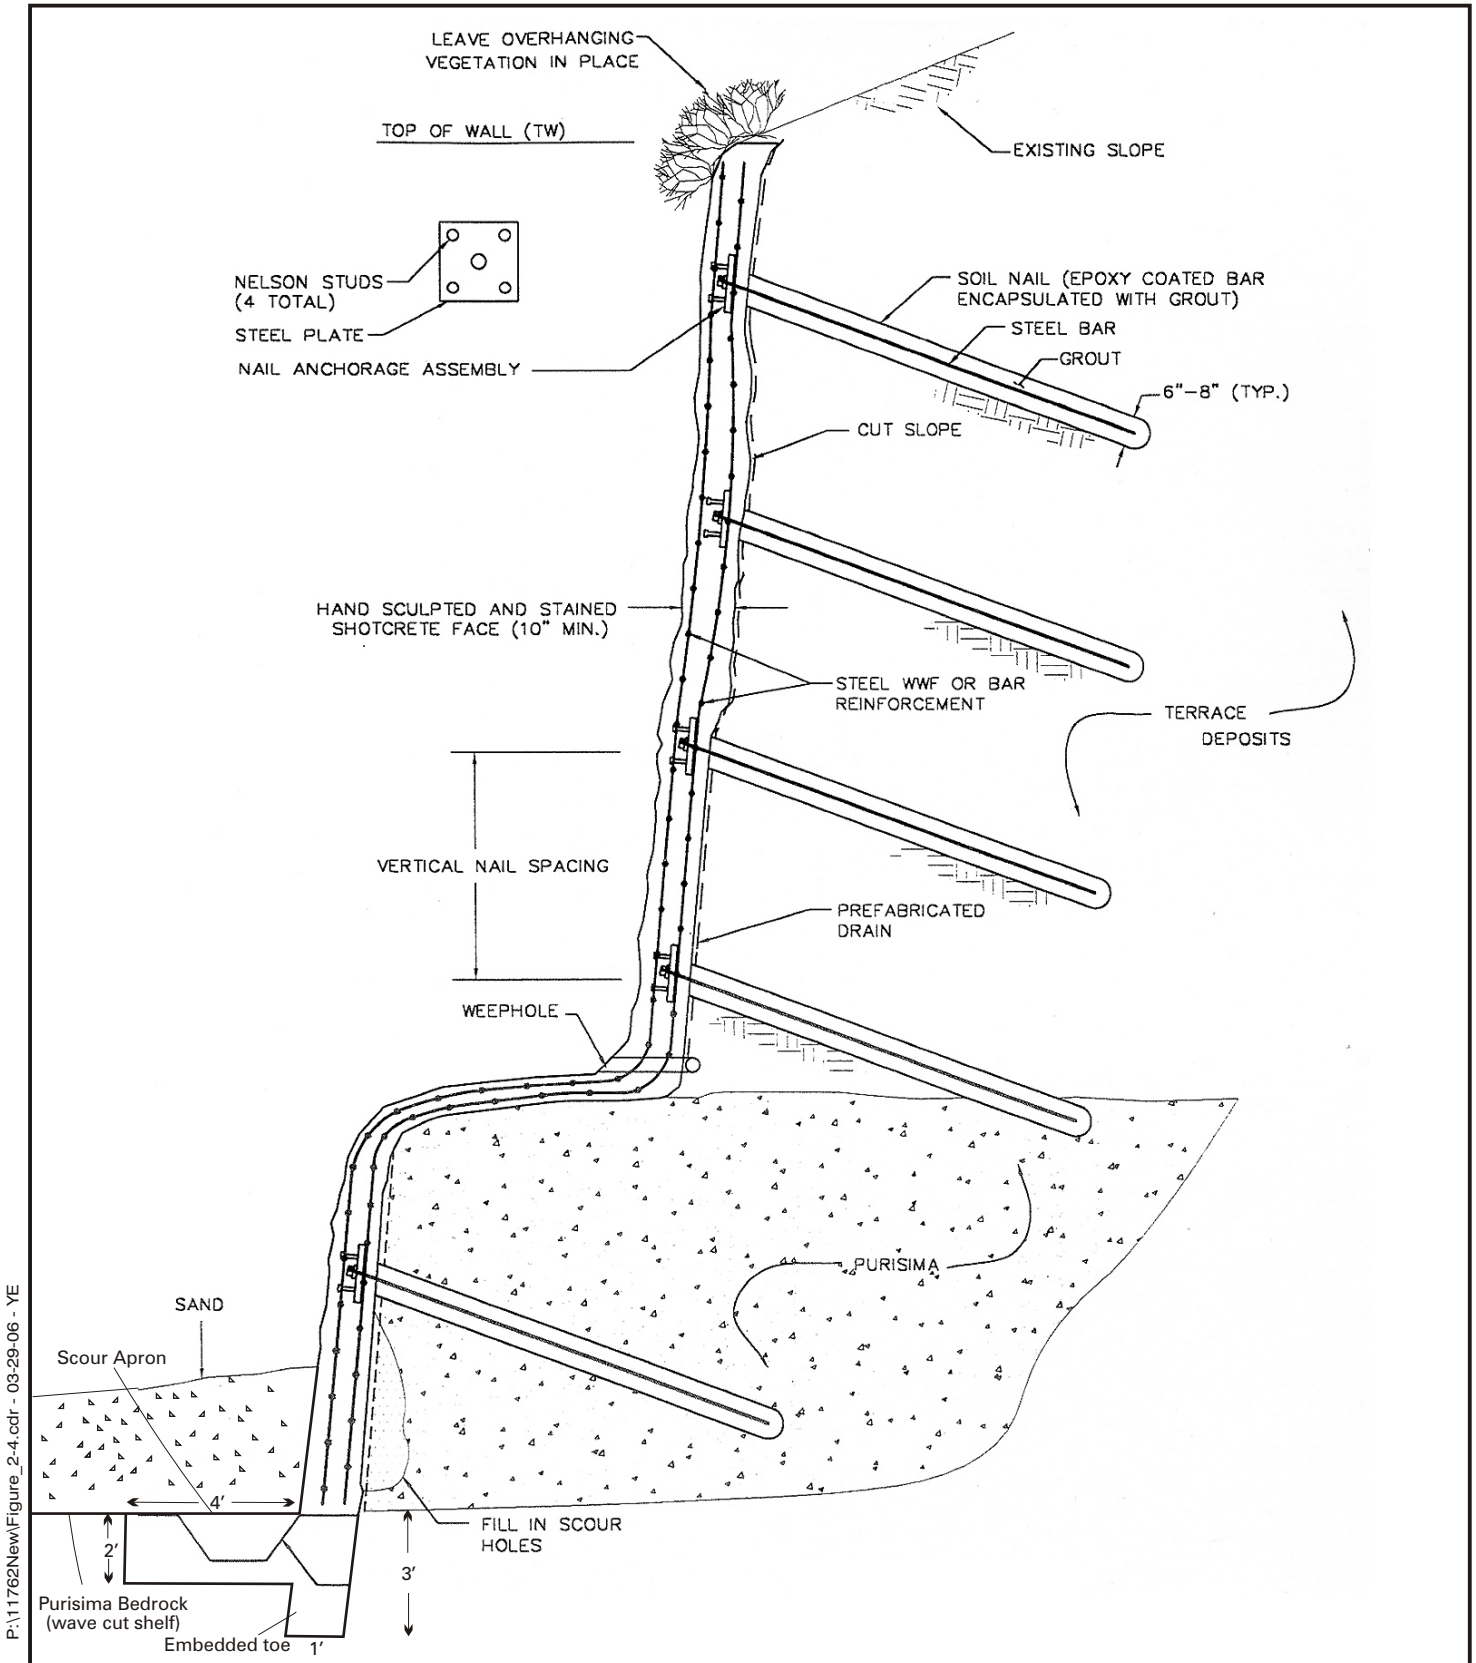 LEAVE OVERHANGING
VEGETATION IN PLACE
TOP OF WALL (TW)
EXISTING SLOPE
NELSON STUDS
(4 TOTAL)
STEEL PLATE
NAIL ANCHORAGE ASSEMBLY
SOIL NAIL (EPOXY COATED BAR
ENCAPSULATED WITH GROUT)
STEEL BAR
GROUT
6"-8" (TYP.)
CUT SLOPE
HAND SCULPTED AND STAINED
SHOTCRETE FACE (10" MIN.)
STEEL WWF OR BAR
REINFORCEMENT
TERRACE
DEPOSITS
VERTICAL NAIL SPACING
PREFABRICATED
DRAIN
WEEPHOLE
PURISIMA
SAND
Scour Apron
4'
FILL IN SCOUR
HOLES
2'
3'
Purisima Bedrock
(wave cut shelf)
Embedded toe
1'
P:\11762New\Figure_2-4.cdr - 03-29-06 - YE